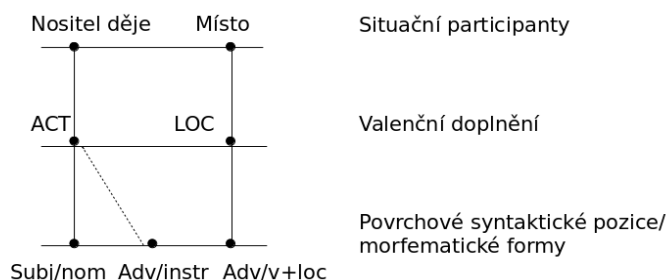 Nositel děje Místo Situační participanty
ACT LOC Valenční doplnění
Povrchové syntaktické pozice/
morfematické formy
Subj/nom Adv/instr Adv/v+loc